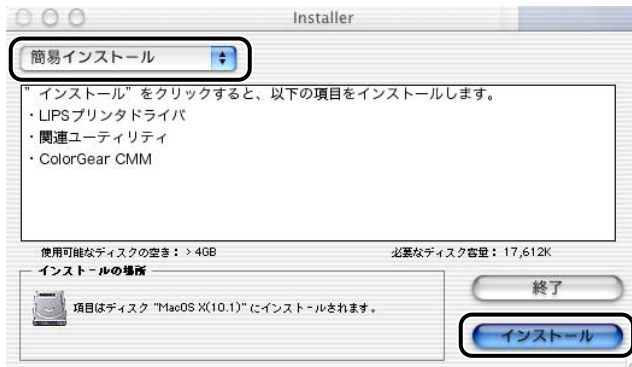 Installer
簡易インストール
"インストール"をクリックすると、以下の項目をインストールします。
・LIPSプリンタドライバ
・関連ユーティリティ
・ColorGear CMM
使用可能なディスクの空き：> 4GB
必要なディスク容量：17,612K
インストールの場所
項目はディスク "MacOS X(10.1)" にインストールされます。
終了
インストール